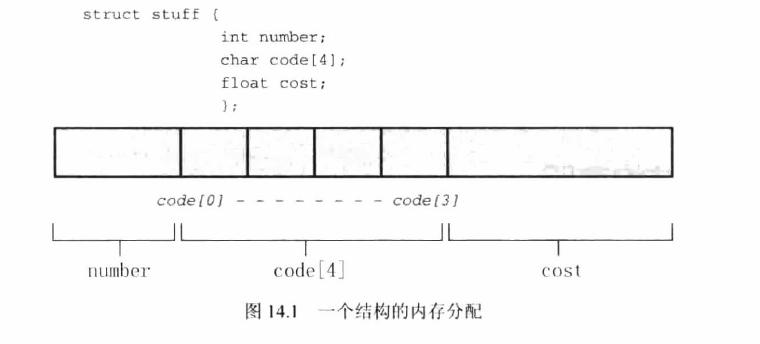 struct stuff {
int number;
char code[4];
float cost;
};
code[0] - - - - - - - - code[3]
number code[4] cost
图 14.1 一个结构的内存分配